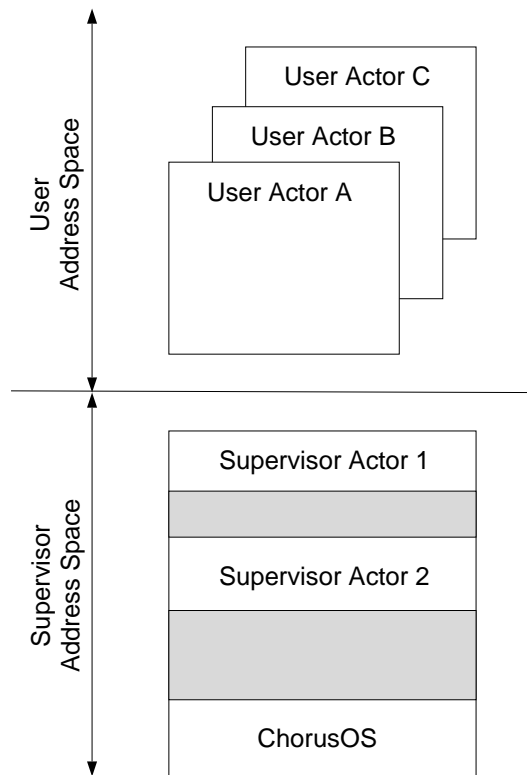 User Actor C
User Actor B
User Actor A
User
Address Space
Supervisor Actor 1
Supervisor Actor 2
ChorusOS
Supervisor
Address Space